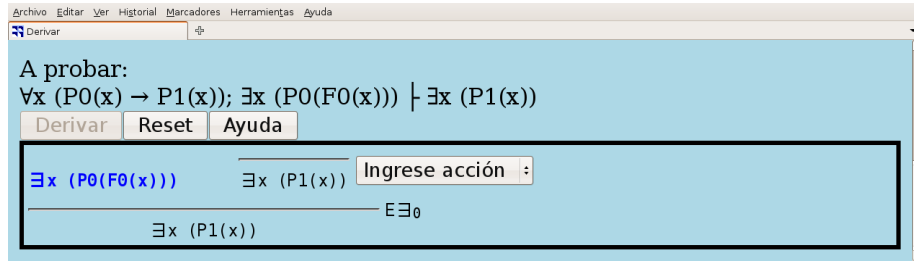 Archivo Editar Ver Historial Marcadores Herramientas Ayuda
Derivar
A probar:
∀x (P0(x) → P1(x)); ∃x (P0(F0(x))) ├ ∃x (P1(x))
Derivar Reset Ayuda
∃x (P0(F0(x))) ∃x (P1(x)) Ingrese acción
E∃₀
∃x (P1(x))